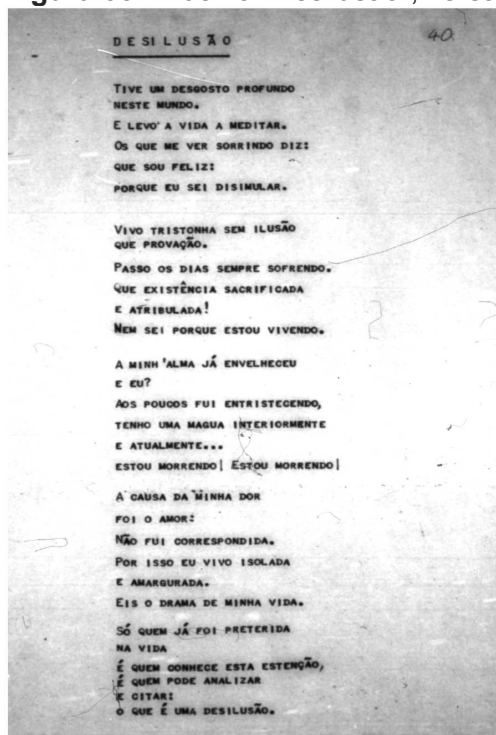 DESILUSÃO
40.
TIVE UM DESGOSTO PROFUNDO
NESTE MUNDO.
E LEVO A VIDA A MEDITAR.
OS QUE ME VER SORRINDO DIZ:
QUE SOU FELIZ:
PORQUE EU SEI DISIMULAR.
VIVO TRISTONHA SEM ILUSÃO
QUE PROVAÇÃO.
PASSO OS DIAS SEMPRE SOFRENDO.
QUE EXISTÊNCIA SACRIFICADA
E ATRIBULADA!
NEM SEI PORQUE ESTOU VIVENDO.
A MINH'ALMA JÁ ENVELHECEU
E EU?
AOS POUCOS FUI ENTRISTECENDO,
TENHO UMA MAGUA INTERIORMENTE
E ATUALMENTE...
ESTOU MORRENDO! ESTOU MORRENDO!
A CAUSA DA MINHA DOR
FOI O AMOR:
NÃO FUI CORRESPONDIDA.
POR ISSO EU VIVO ISOLADA
E AMARGURADA.
EIS O DRAMA DE MINHA VIDA.
SÓ QUEM JÁ FOI PRETERIDA
NA VIDA
É QUEM CONHECE ESTA ESTENÇÃO,
É QUEM PODE ANALIZAR
E CITAR:
O QUE É UMA DESILUSÃO.